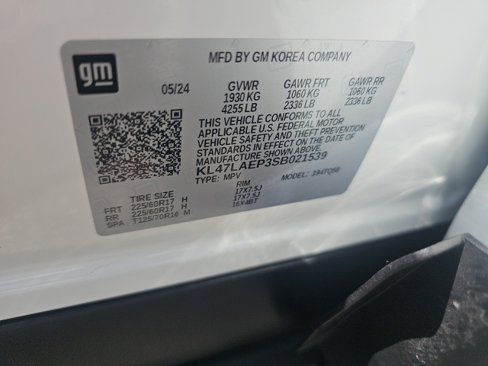 gm
MFD BY GM KOREA COMPANY
05/24 GVWR GAWR FRT GAWR RR
1930 KG 1060 KG 1060 KG
4255 LB 2336 LB 2336 LB
THIS VEHICLE CONFORMS TO ALL
APPLICABLE U.S. FEDERAL MOTOR
VEHICLE SAFETY AND THEFT PREVENTION
STANDARDS IN EFFECT ON THE DATE OF
MANUFACTURE SHOWN ABOVE.
KL47LAEP3SB021539
TYPE: MPV MODEL:
TIRE SIZE RIM
FRT 225/60R17 H 17X7.5J
RR 225/60R17 H 17X7.5J
SPA T125/70R16 M 16X4BT